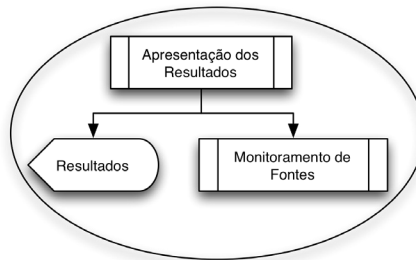 Apresentação dos
Resultados
Resultados
Monitoramento de
Fontes